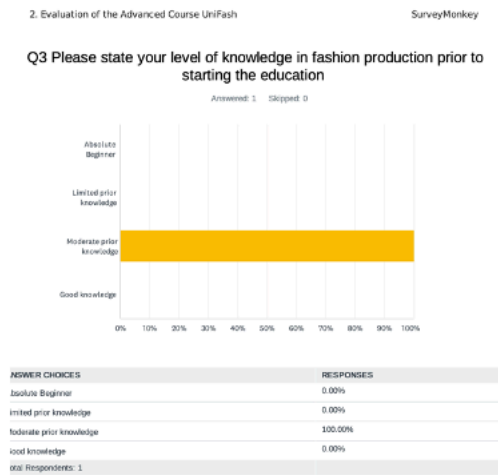 2. Evaluation of the Advanced Course UniFash SurveyMonkey
Q3 Please state your level of knowledge in fashion production prior to
starting the education
Answered: 1 Skipped: 0
Absolute
Beginner
Limited prior
knowledge
Moderate prior
knowledge
Good knowledge
0% 10% 20% 30% 40% 50% 60% 70% 80% 90% 100%
NSWER CHOICES RESPONSES
bsolute Beginner 0.00%
imited prior knowledge 0.00%
oderate prior knowledge 100.00%
ood knowledge 0.00%
otal Respondents: 1